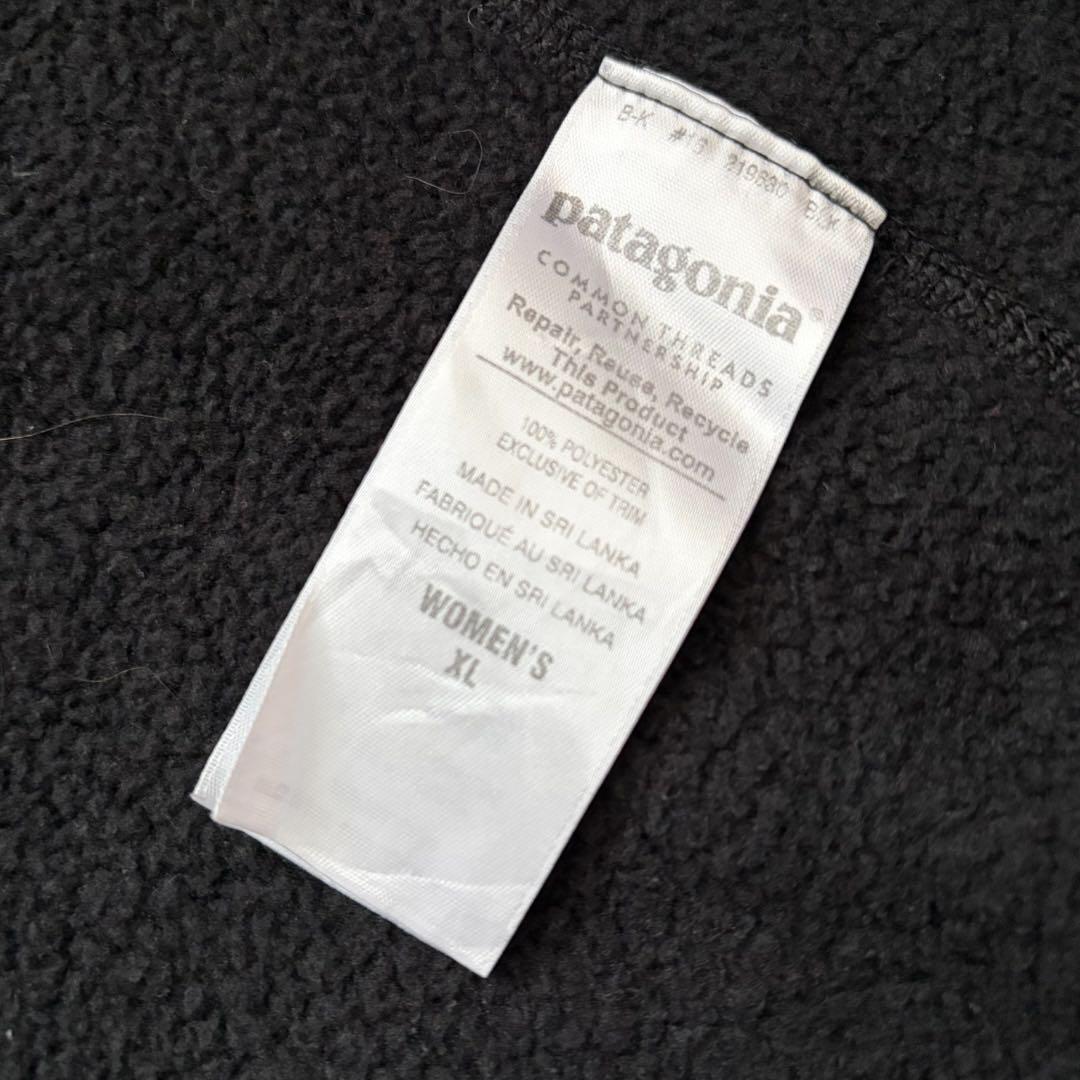 B-K #13 B-K
patagonia®
COMMON THREADS
PARTNERSHIP
Repair, Reuse, Recycle
This Product
www.patagonia.com
100% POLYESTER
EXCLUSIVE OF TRIM
MADE IN SRI LANKA
FABRIQUÉ AU SRI LANKA
HECHO EN SRI LANKA
WOMEN'S
XL